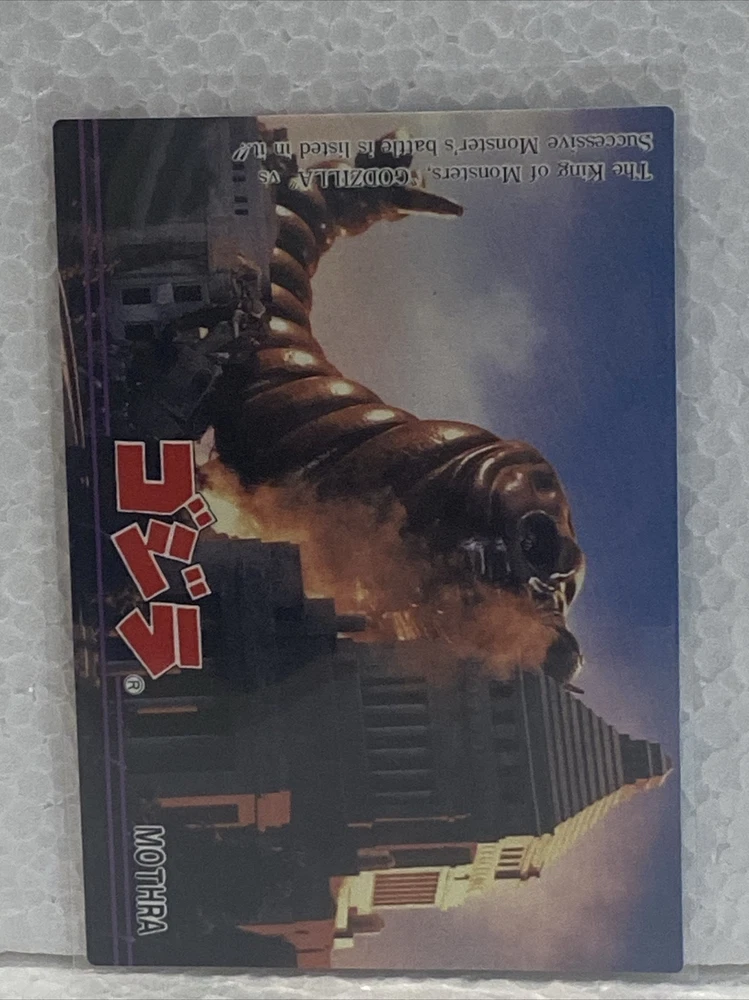 The King of Monsters, "GODZILLA" vs
Successive Monster's battle is listed in it!!
ゴジラ®
MOTHRA